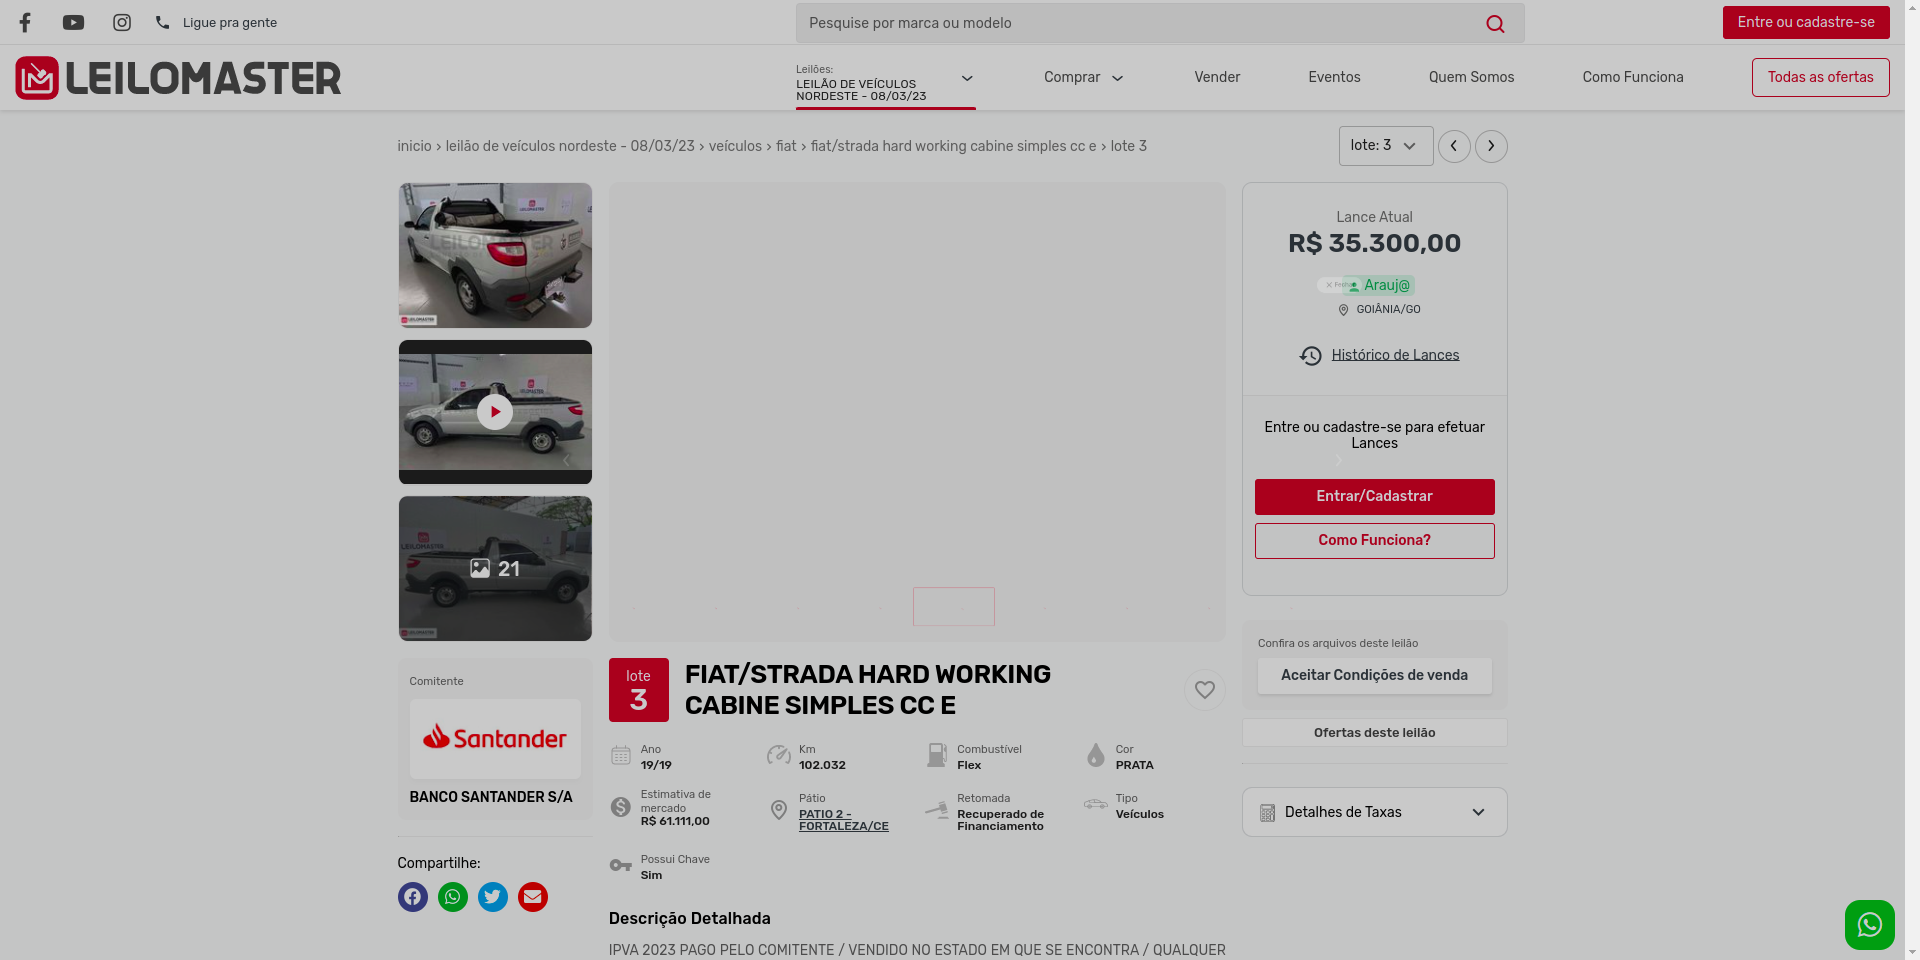 Ligue pra gente
Pesquise por marca ou modelo
Entre ou cadastre-se
LEILOMASTER
Leilões:
LEILÃO DE VEÍCULOS
NORDESTE - 08/03/23
Comprar
Vender
Eventos
Quem Somos
Como Funciona
Todas as ofertas
inicio › leilão de veículos nordeste - 08/03/23 › veículos › fiat › fiat/strada hard working cabine simples cc e › lote 3
lote: 3
LEILOMASTER
LEILOMASTER
21
LEILOMASTER
Comitente
Santander
BANCO SANTANDER S/A
Compartilhe:
lote
3
FIAT/STRADA HARD WORKING
CABINE SIMPLES CC E
Ano
19/19
Km
102.032
Combustível
Flex
Cor
PRATA
Estimativa de
mercado
R$ 61.111,00
Pátio
PATIO 2 -
FORTALEZA/CE
Retomada
Recuperado de
Financiamento
Tipo
Veículos
Possui Chave
Sim
Descrição Detalhada
IPVA 2023 PAGO PELO COMITENTE / VENDIDO NO ESTADO EM QUE SE ENCONTRA / QUALQUER
Lance Atual
R$ 35.300,00
Arauj@
GOIÂNIA/GO
Histórico de Lances
Entre ou cadastre-se para efetuar
Lances
Entrar/Cadastrar
Como Funciona?
Confira os arquivos deste leilão
Aceitar Condições de venda
Ofertas deste leilão
Detalhes de Taxas